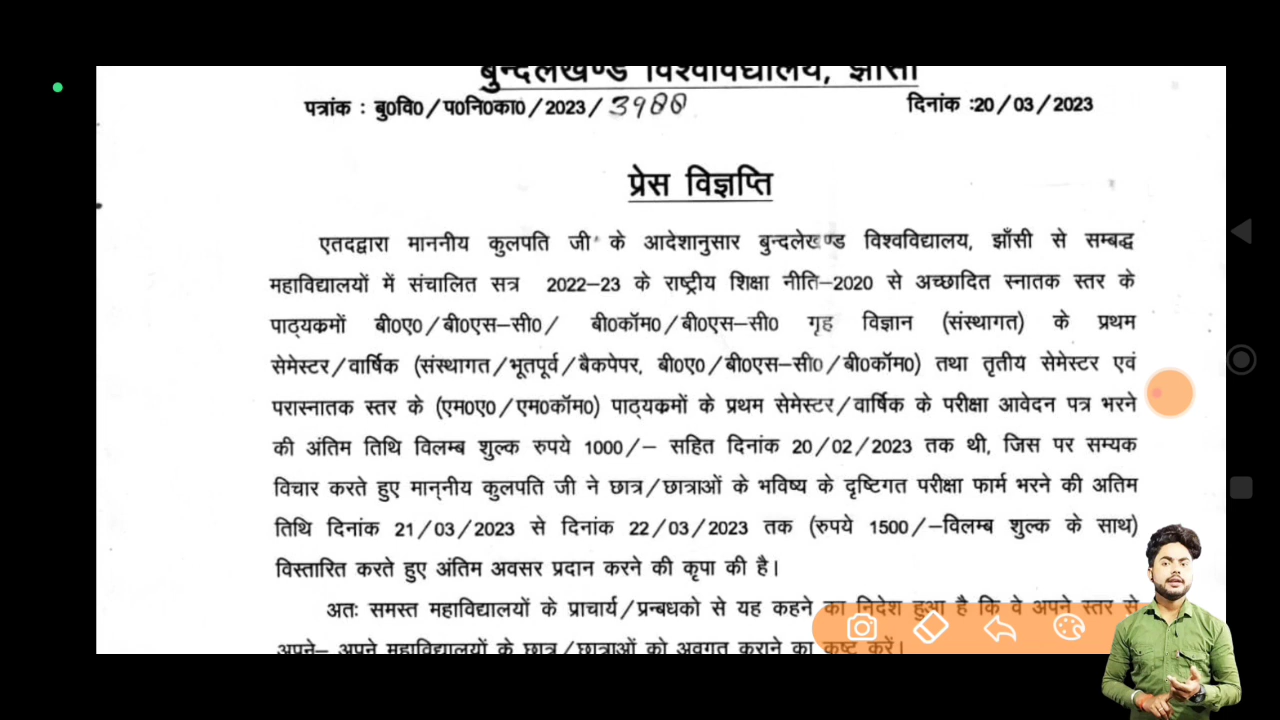 बुन्देलखण्ड विश्वविद्यालय, झाँसी
पत्रांक : बु0वि0/प0नि0का0/2023/3900
दिनांक :20/03/2023
प्रेस विज्ञप्ति
एतदद्वारा माननीय कुलपति जी के आदेशानुसार बुन्दलेखण्ड विश्वविद्यालय, झाँसी से सम्बद्ध
महाविद्यालयों में संचालित सत्र 2022–23 के राष्ट्रीय शिक्षा नीति–2020 से अच्छादित स्नातक स्तर के
पाठ्यकमों बी0ए0/बी0एस–सी0/ बी0कॉम0/बी0एस–सी0 गृह विज्ञान (संस्थागत) के प्रथम
सेमेस्टर/वार्षिक (संस्थागत/भूतपूर्व/बैकपेपर, बी0ए0/बी0एस–सी0/बी0कॉम0) तथा तृतीय सेमेस्टर एवं
परास्नातक स्तर के (एम0ए0/एम0कॉम0) पाठ्यकमों के प्रथम सेमेस्टर/वार्षिक के परीक्षा आवेदन पत्र भरने
की अंतिम तिथि विलम्ब शुल्क रुपये 1000/– सहित दिनांक 20/02/2023 तक थी, जिस पर सम्यक
विचार करते हुए मान्नीय कुलपति जी ने छात्र/छात्राओं के भविष्य के दृष्टिगत परीक्षा फार्म भरने की अतिम
तिथि दिनांक 21/03/2023 से दिनांक 22/03/2023 तक (रुपये 1500/–विलम्ब शुल्क के साथ)
विस्तारित करते हुए अंतिम अवसर प्रदान करने की कृपा की है।
अतः समस्त महाविद्यालयों के प्राचार्य/प्रन्बधको से यह कहने का निदेश हुआ है कि वे अपने स्तर से
अपने– अपने महाविद्यालयों के छात्र/छात्राओं को अवगत कराने का कष्ट करें।